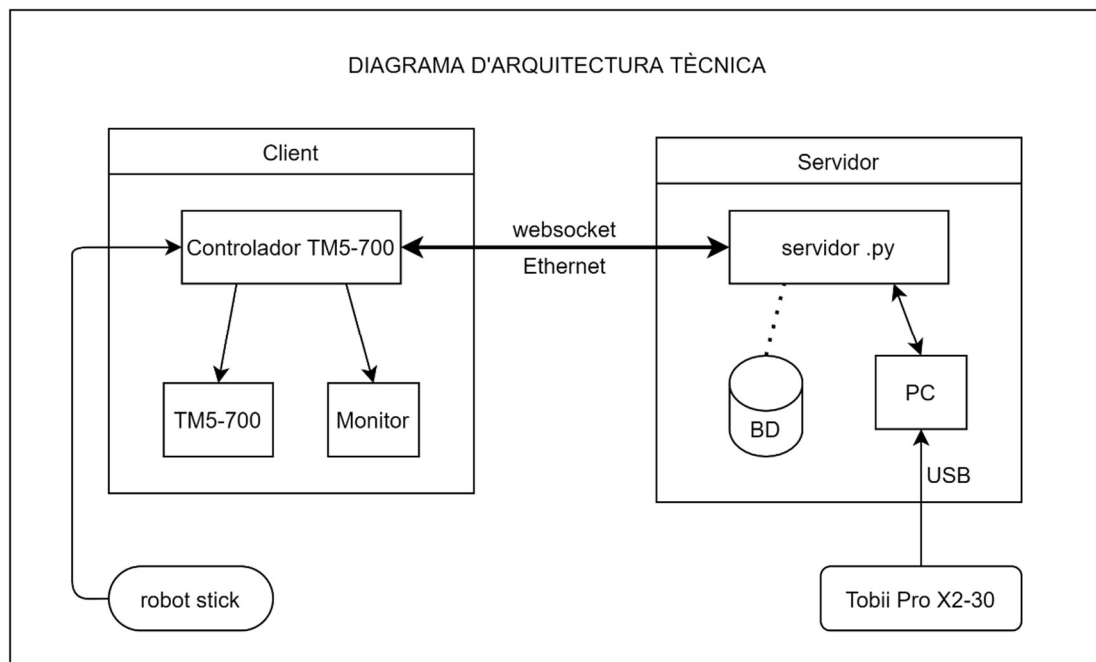 DIAGRAMA D'ARQUITECTURA TÈCNICA
Client
Servidor
Controlador TM5-700
websocket
Ethernet
servidor .py
TM5-700
Monitor
BD
PC
USB
robot stick
Tobii Pro X2-30